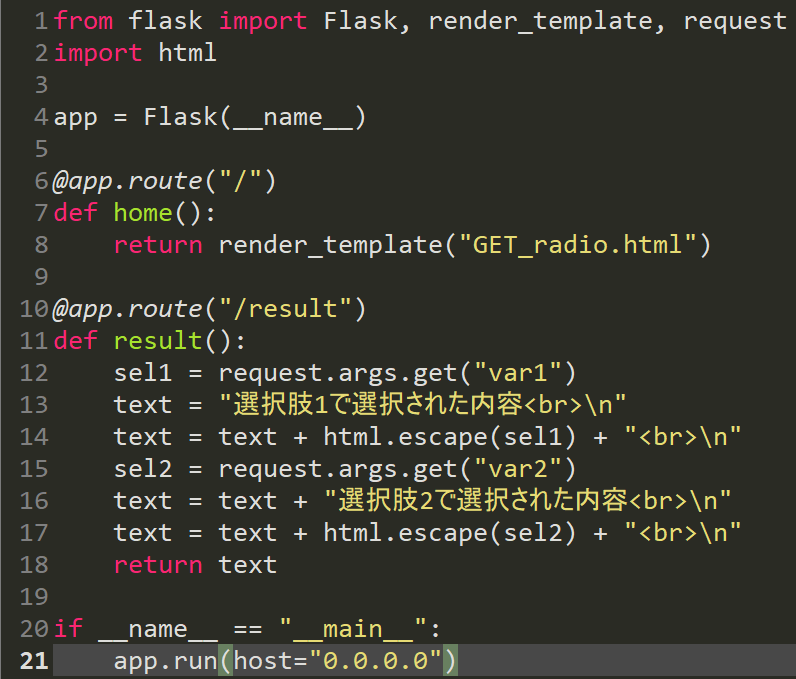 1 from flask import Flask, render_template, request
2 import html
3
4 app = Flask(__name__)
5
6 @app.route("/")
7 def home():
8     return render_template("GET_radio.html")
9
10 @app.route("/result")
11 def result():
12     sel1 = request.args.get("var1")
13     text = "選択肢1で選択された内容<br>\n"
14     text = text + html.escape(sel1) + "<br>\n"
15     sel2 = request.args.get("var2")
16     text = text + "選択肢2で選択された内容<br>\n"
17     text = text + html.escape(sel2) + "<br>\n"
18     return text
19
20 if __name__ == "__main__":
21     app.run(host="0.0.0.0")